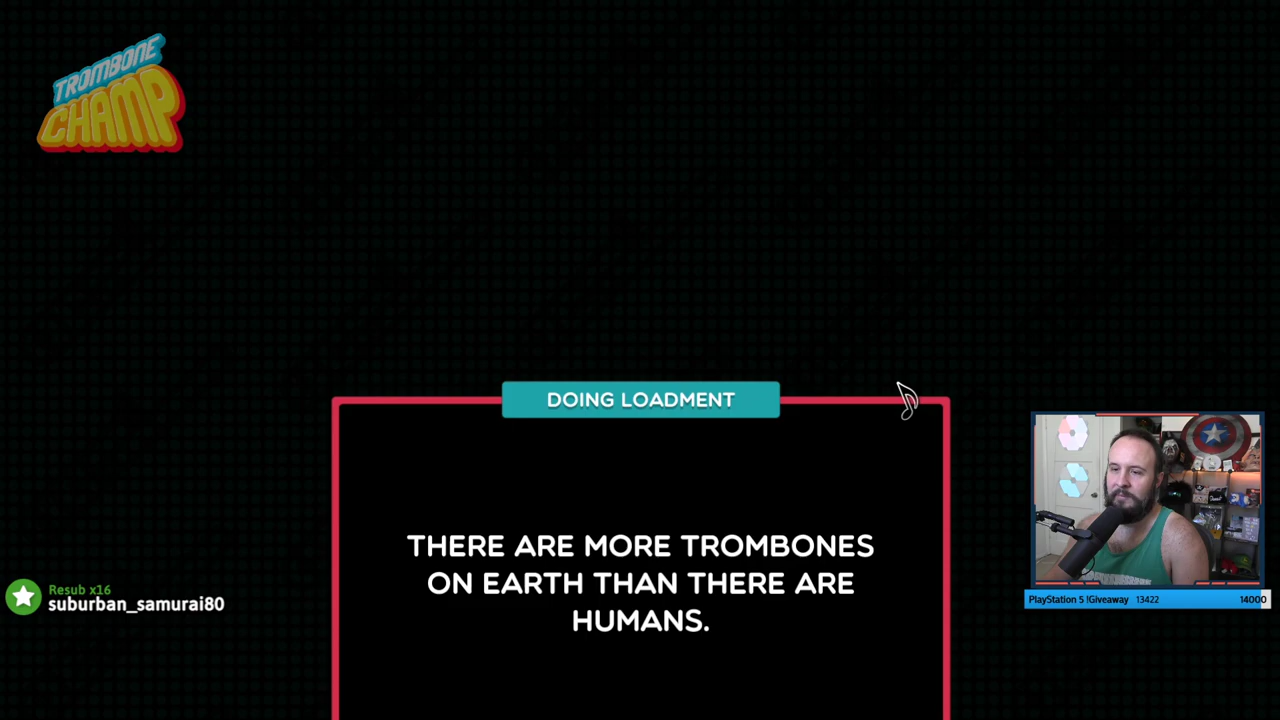 TROMBONE
CHAMP
DOING LOADMENT
THERE ARE MORE TROMBONES
ON EARTH THAN THERE ARE
HUMANS.
Resub x16
suburban_samurai80
PlayStation 5 !Giveaway 13422 14000